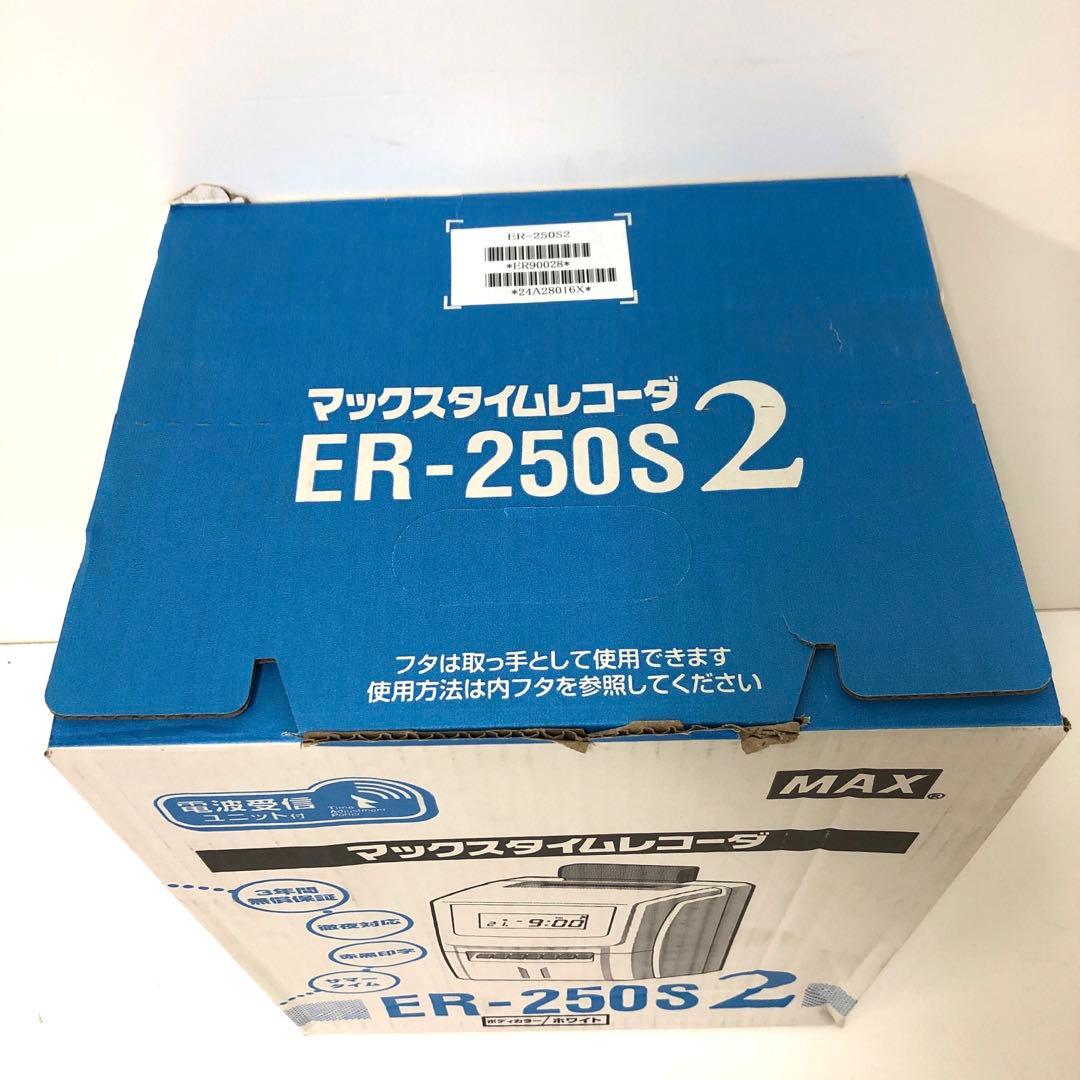 ER-250S2
*ER90028*
*24A28016X*
マックスタイムレコーダ
ER-250S2
フタは取っ手として使用できます
使用方法は内フタを参照してください
電波受信
ユニット付
Time
Adjustment
MAX®
マックスタイムレコーダ
3年間
無償保証
徹夜対応
赤黒印字
サマー
タイム
9:00
ER-250S2
ボディカラー/ホワイト